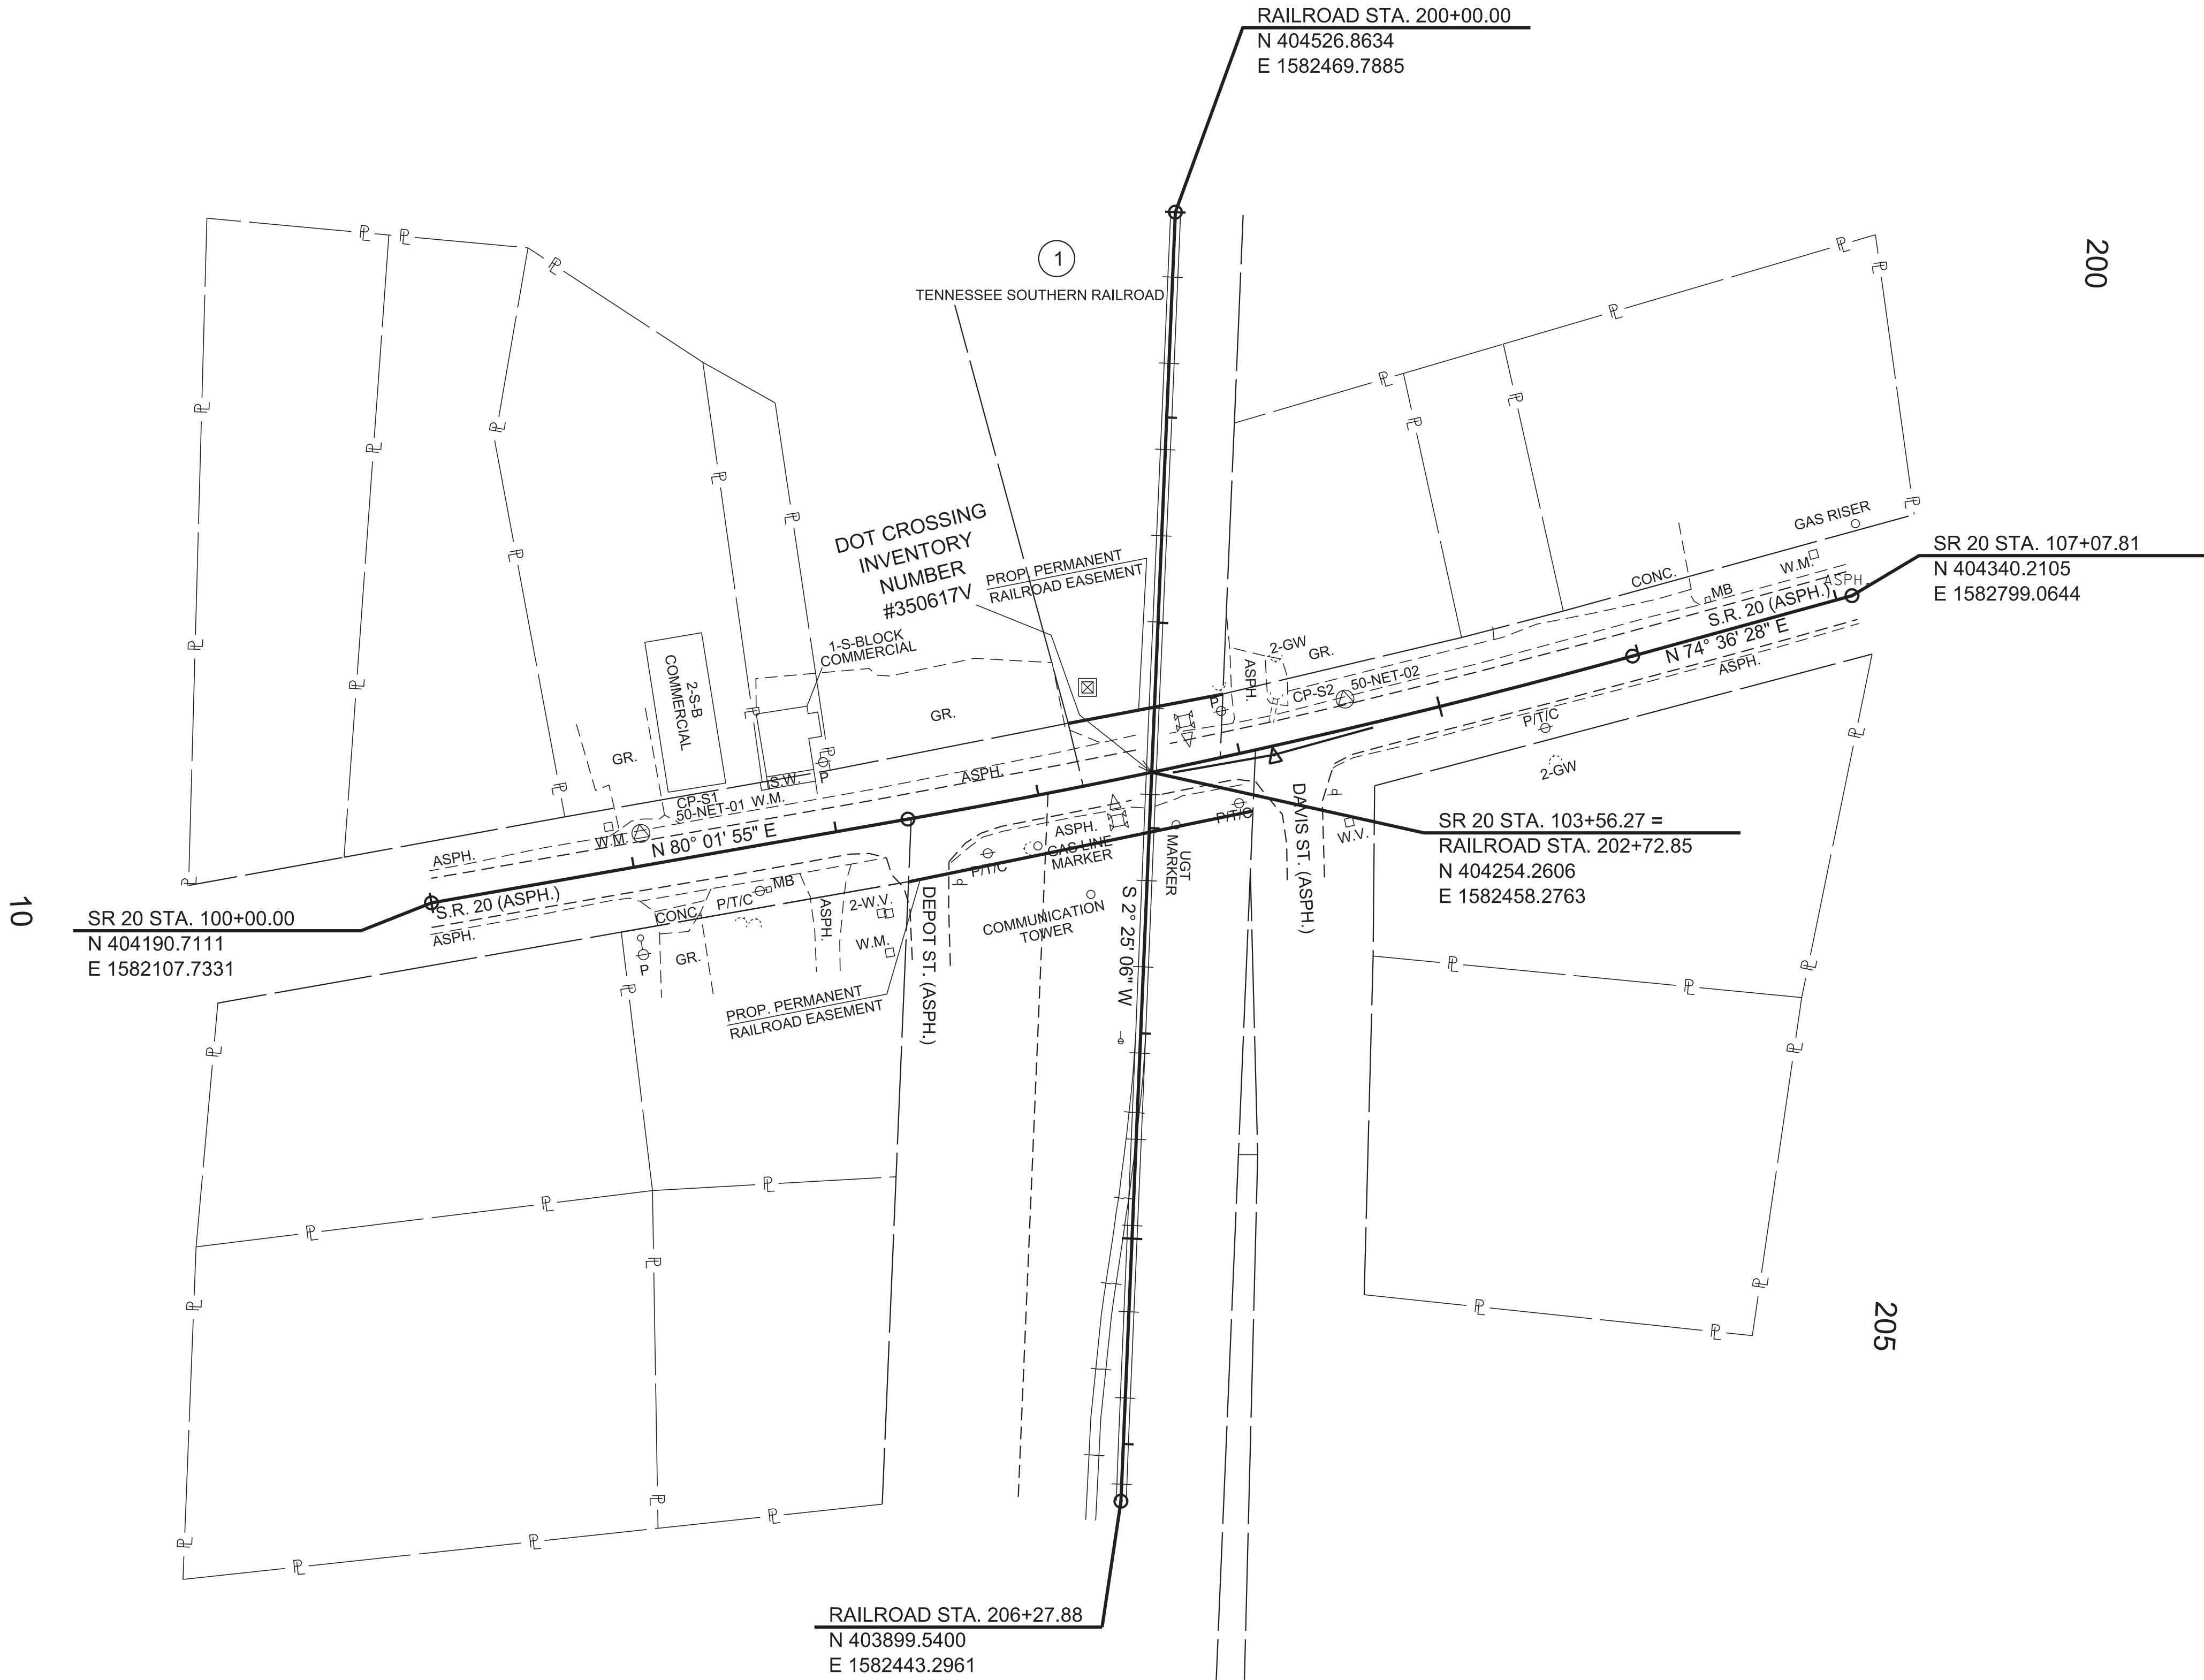 RAILROAD STA. 200+00.00
N 404526.8634
E 1582469.7885
1
TENNESSEE SOUTHERN RAILROAD
200
DOT CROSSING
INVENTORY
NUMBER
#350617V
PROP. PERMANENT
RAILROAD EASEMENT
1-S-BLOCK
COMMERCIAL
2-S-B
COMMERCIAL
GR.
GR.
S.W.
P
CP-S1
50-NET-01
W.M.
W.M.
ASPH.
ASPH.
N 80° 01' 55" E
S.R. 20 (ASPH.)
ASPH.
P
ASPH.
2-GW
GR.
CP-S2
50-NET-02
CONC.
MB
W.M.
GAS RISER
ASPH.
S.R. 20 (ASPH.)
N 74° 36' 28" E
ASPH.
SR 20 STA. 107+07.81
N 404340.2105
E 1582799.0644
P/T/C
2-GW
W.V.
DAVIS ST. (ASPH.)
SR 20 STA. 103+56.27 =
RAILROAD STA. 202+72.85
N 404254.2606
E 1582458.2763
10
SR 20 STA. 100+00.00
N 404190.7111
E 1582107.7331
CONC.
P/T/C
MB
ASPH.
2-W.V.
W.M.
P
GR.
PROP. PERMANENT
RAILROAD EASEMENT
DEPOT ST. (ASPH.)
P/T/C
ASPH.
GAS LINE
MARKER
P/T/C
UGT
MARKER
COMMUNICATION
TOWER
S 2° 25' 06" W
205
RAILROAD STA. 206+27.88
N 403899.5400
E 1582443.2961